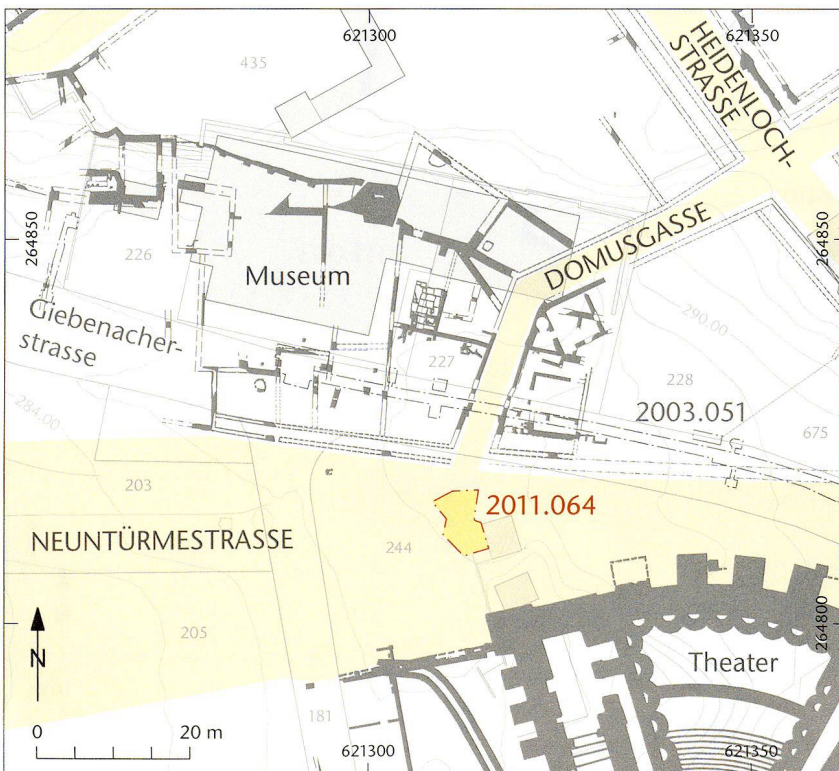 621300
621350
435
HEIDENLOCH-
STRASSE
264850
264850
226
Museum
DOMUSGASSE
Giebenacher-
strasse
290.00
227
228
2003.051
284.00
675
203
2011.064
NEUNTÜRMESTRASSE
244
264800
205
N
Theater
181
0
20 m
621300
621350